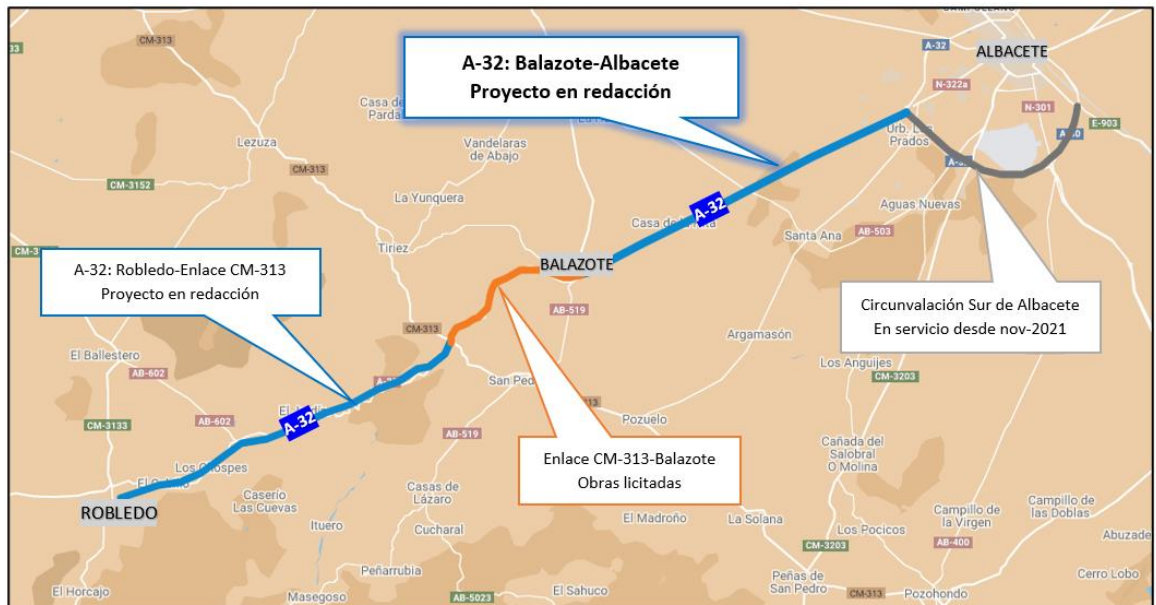 CM-313
A-32
ALBACETE
A-32: Balazote-Albacete
Proyecto en redacción
N-322a
N-301
E-903
Casa de
Parda
Vandelaras
de Abajo
Urb. Los
Prados
Lezuza
CM-313
CM-3152
La Yunquera
A-32
Aguas Nuevas
Casa de la
Santa Ana
AB-503
Tiriez
BALAZOTE
A-32: Robledo-Enlace CM-313
Proyecto en redacción
Circunvalación Sur de Albacete
En servicio desde nov-2021
AB-519
CM-313
Argamasón
El Ballestero
AB-602
Los Anguijes
CM-3203
San Ped
A-32
CM-3133
AB-602
AB-519
Pozuelo
Cañada del
Salobral
O Molina
Los Chospes
Enlace CM-313-Balazote
Obras licitadas
ROBLEDO
Caserío
Las Cuevas
Casas de
Lázaro
Ituero
Cucharal
El Madroño
La Solana
Los Pocicos
Campillo de
la Virgen
Campillo de
las Doblas
CM-3203
AB-400
Abuzade
Peñarrubia
Peñas de
San Pedro
Cerro Lobo
El Horcajo
Masegoso
AB-5023
El Sahuco
CM-313
Pozohondo